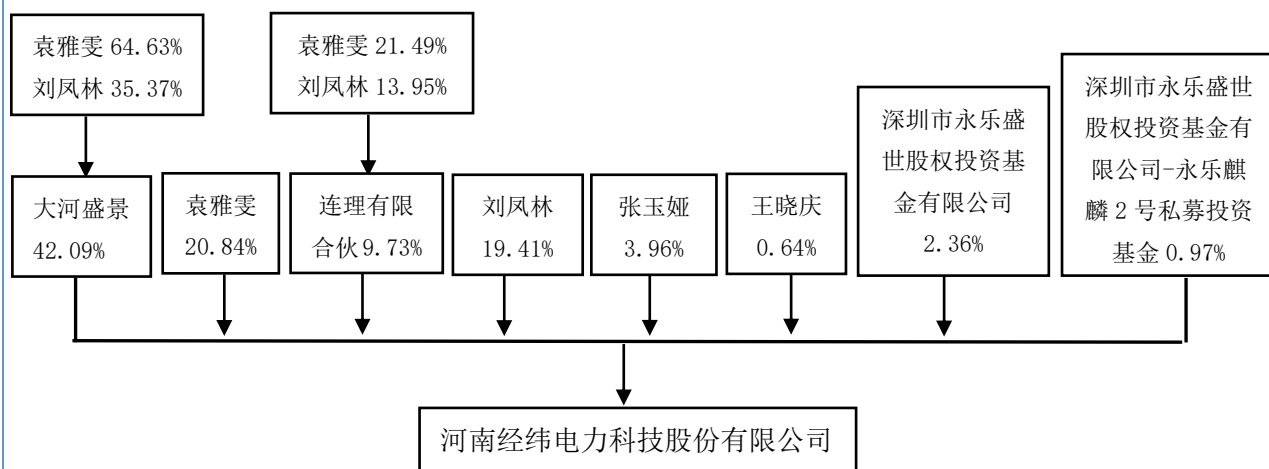 袁雅雯 64.63%
刘凤林 35.37%
袁雅雯 21.49%
刘凤林 13.95%
大河盛景
42.09%
袁雅雯
20.84%
连理有限
合伙 9.73%
刘凤林
19.41%
张玉娅
3.96%
王晓庆
0.64%
深圳市永乐盛
世股权投资基
金有限公司
2.36%
深圳市永乐盛世
股权投资基金有
限公司-永乐麒
麟 2 号私募投资
基金 0.97%
河南经纬电力科技股份有限公司